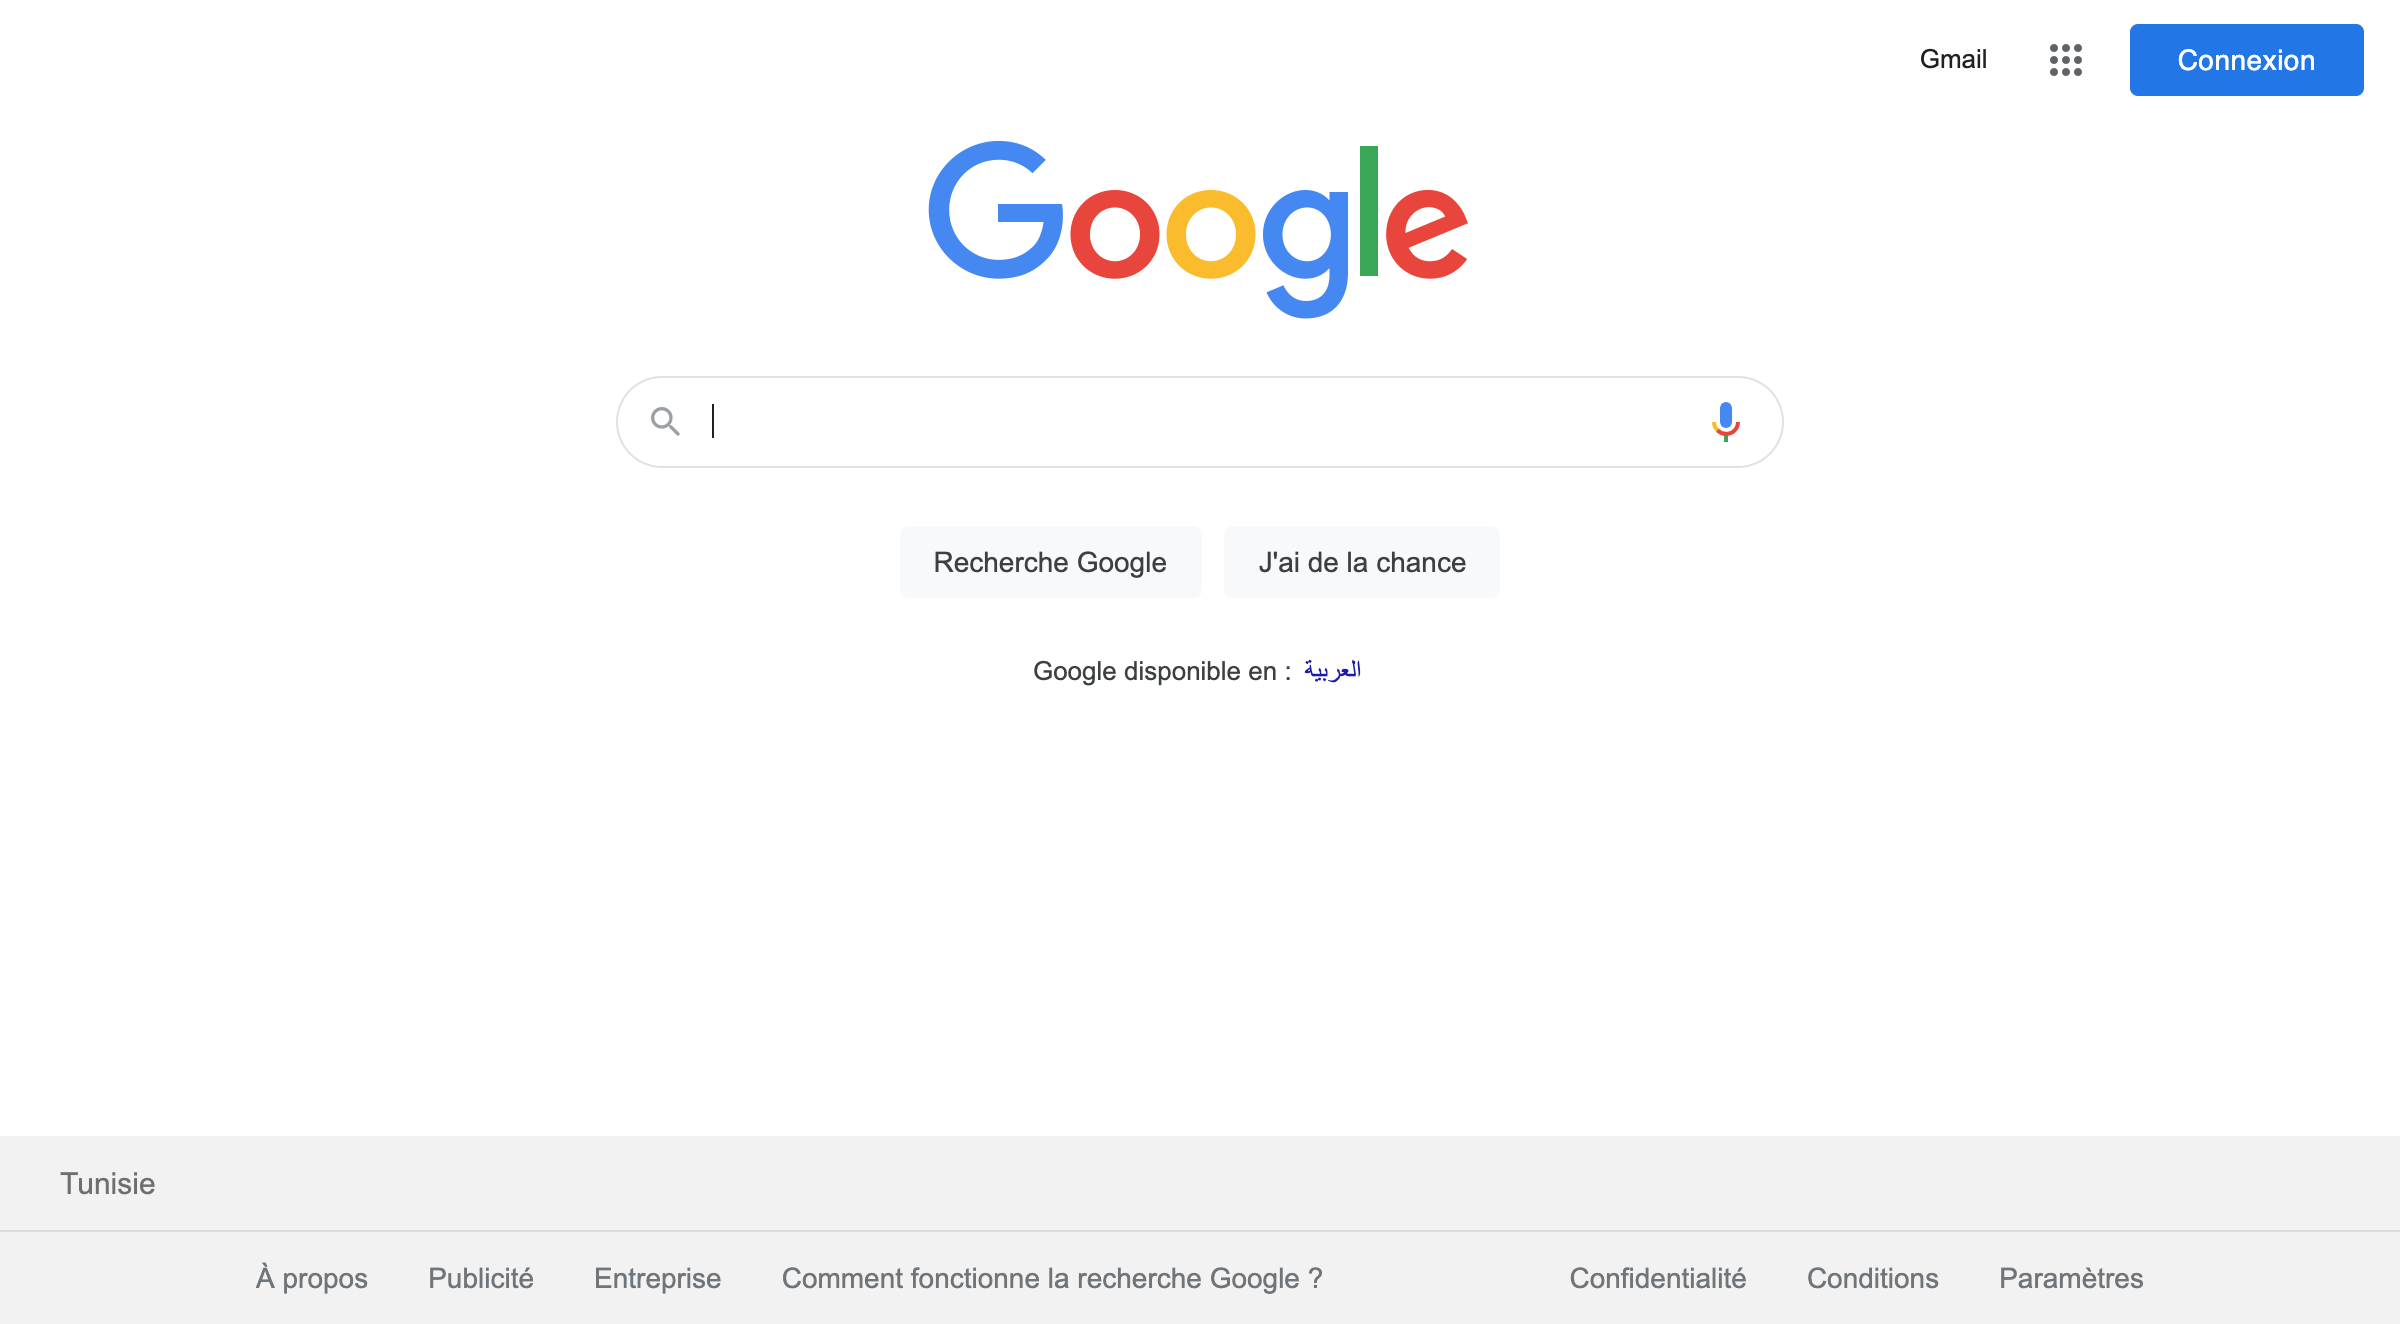 Gmail
Connexion
Google
Recherche Google
J'ai de la chance
Google disponible en : العربية
Tunisie
À propos
Publicité
Entreprise
Comment fonctionne la recherche Google ?
Confidentialité
Conditions
Paramètres